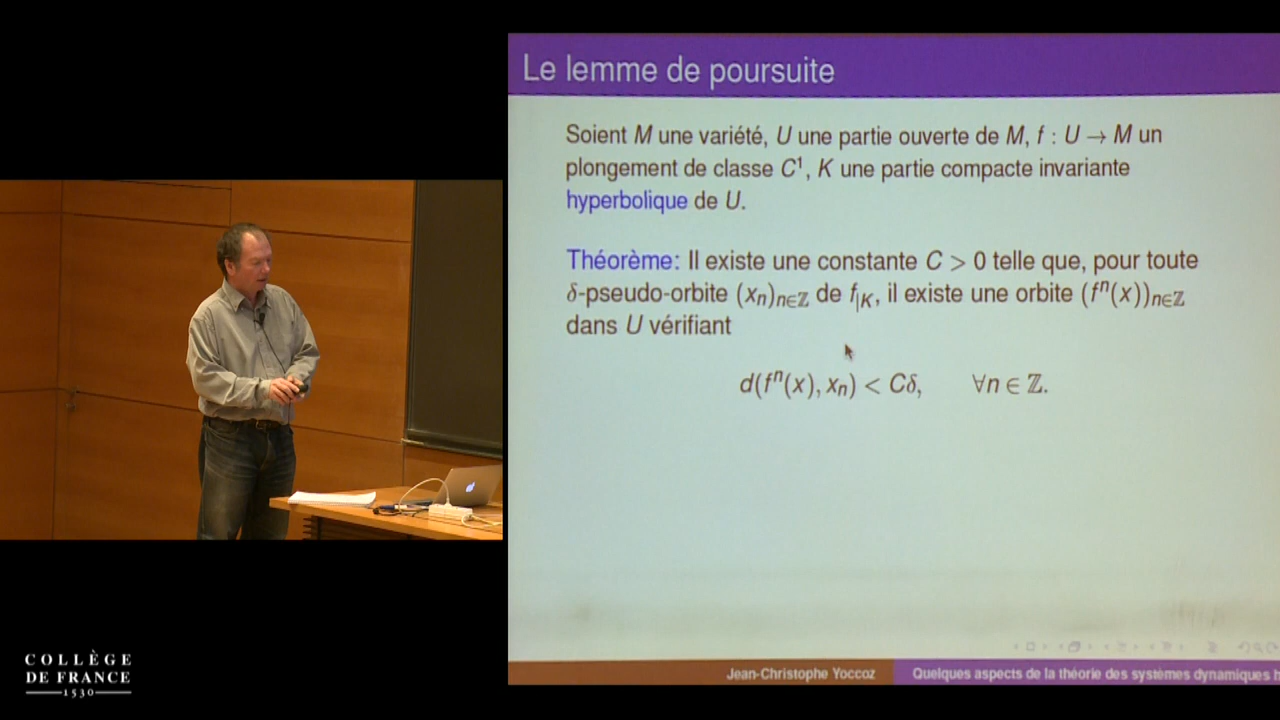 Le lemme de poursuite
Soient M une variété, U une partie ouverte de M, f : U → M un
plongement de classe C¹, K une partie compacte invariante
hyperbolique de U.
Théorème: Il existe une constante C > 0 telle que, pour toute
δ-pseudo-orbite (xₙ)ₙ∈ℤ de f|K, il existe une orbite (fⁿ(x))ₙ∈ℤ
dans U vérifiant
d(fⁿ(x), xₙ) < Cδ, ∀n ∈ ℤ.
COLLÈGE
DE FRANCE
1530
Jean-Christophe Yoccoz
Quelques aspects de la théorie des systèmes dynamiques